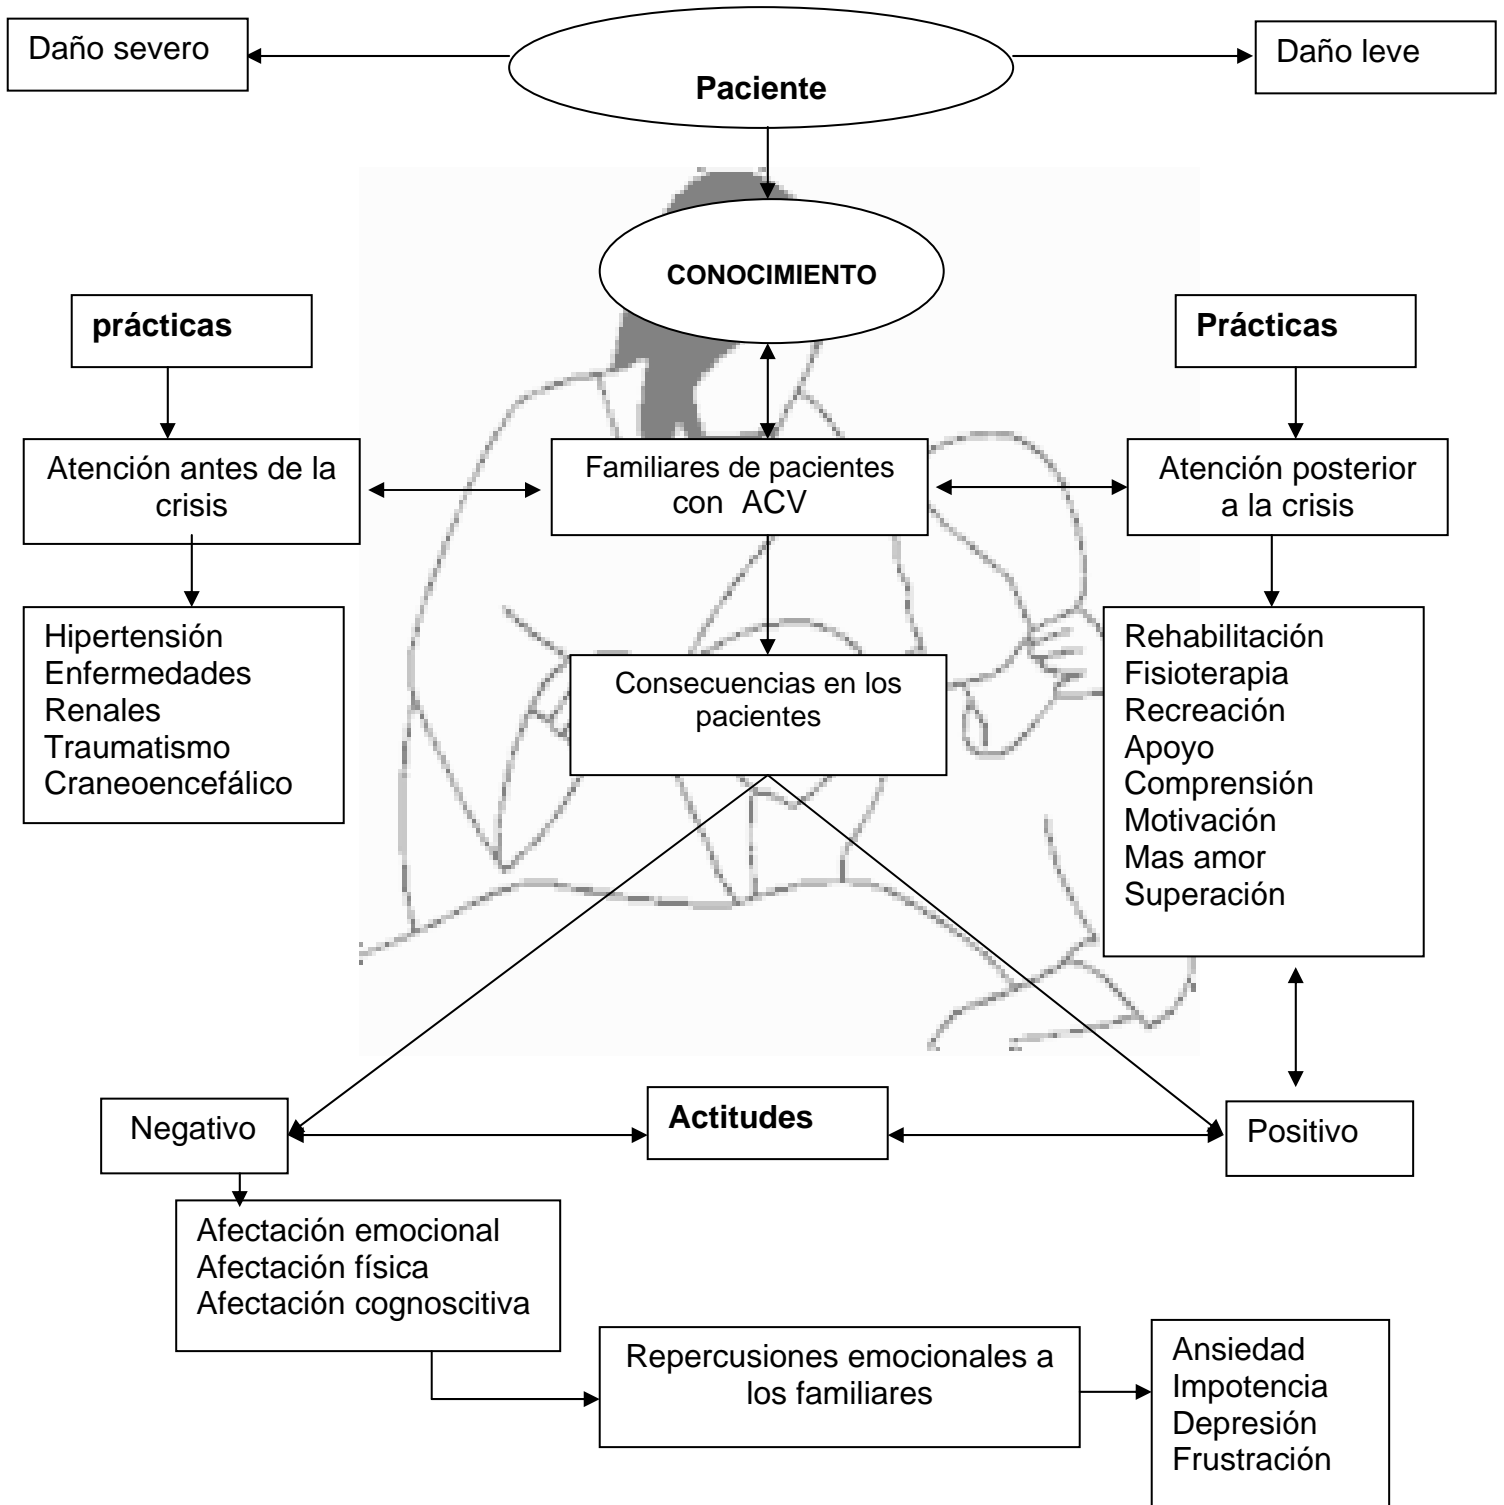 Daño severo
Paciente
Daño leve
CONOCIMIENTO
prácticas
Prácticas
Atención antes de la
crisis
Familiares de pacientes
con ACV
Atención posterior
a la crisis
Hipertensión
Enfermedades
Renales
Traumatismo
Craneoencefálico
Consecuencias en los
pacientes
Rehabilitación
Fisioterapia
Recreación
Apoyo
Comprensión
Motivación
Mas amor
Superación
Negativo
Actitudes
Positivo
Afectación emocional
Afectación física
Afectación cognoscitiva
Repercusiones emocionales a
los familiares
Ansiedad
Impotencia
Depresión
Frustración